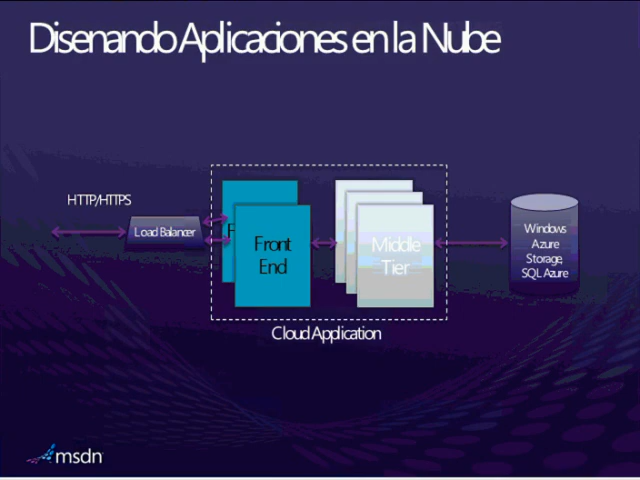 Disenando Aplicaciones en la Nube
HTTP/HTTPS
Load Balancer
F
Front
End
Middle
Tier
Windows
Azure
Storage,
SQL Azure
Cloud Application
msdn